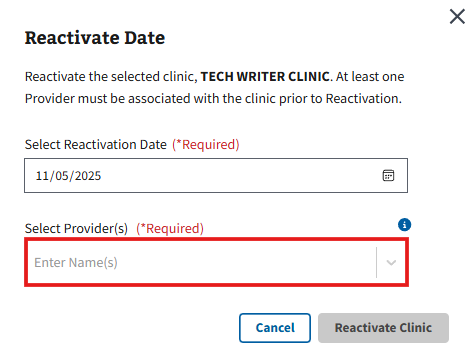 Reactivate Date
Reactivate the selected clinic, TECH WRITER CLINIC. At least one
Provider must be associated with the clinic prior to Reactivation.
Select Reactivation Date (*Required)
11/05/2025
Select Provider(s) (*Required)
Enter Name(s)
Cancel
Reactivate Clinic